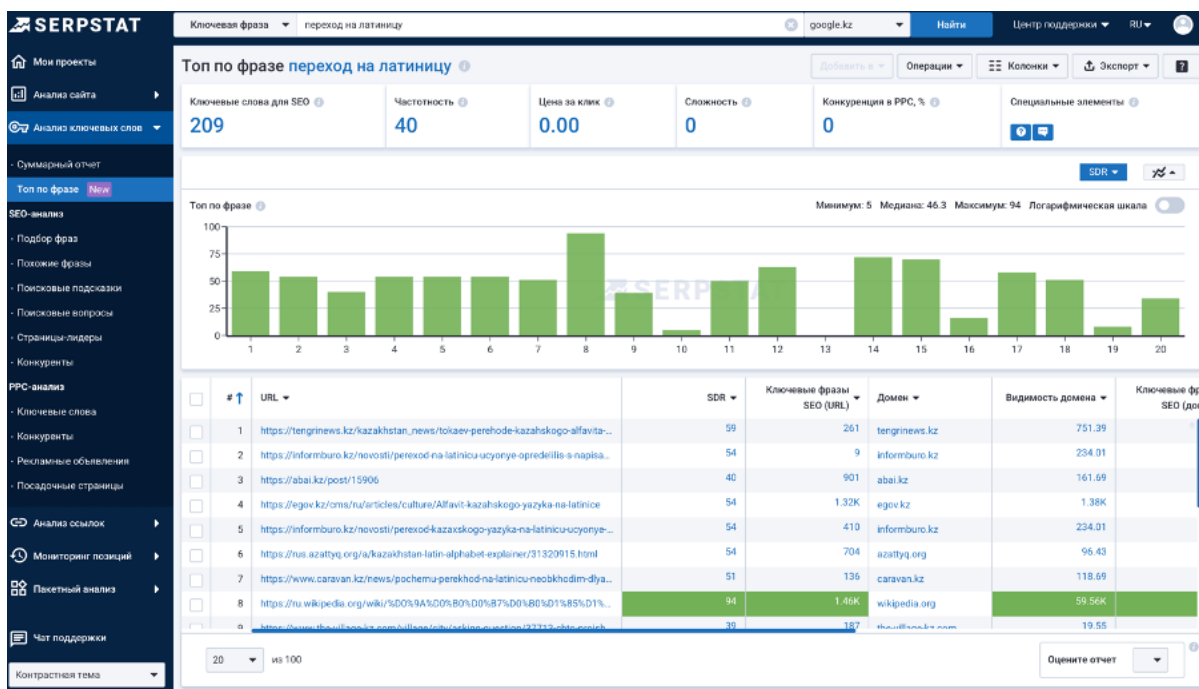 SERPSTAT
Ключевая фраза переход на латиницу google.kz Найти Центр поддержки RU
Мои проекты
Анализ сайта
Анализ ключевых слов
- Суммарный отчет
Топ по фразе New
SEO-анализ
- Подбор фраз
- Похожие фразы
- Поисковые подсказки
- Поисковые вопросы
- Страницы-лидеры
- Конкуренты
PPC-анализ
- Ключевые слова
- Конкуренты
- Рекламные объявления
- Посадочные страницы
Анализ ссылок
Мониторинг позиций
Пакетный анализ
Чат поддержки
Контрастная тема
Топ по фразе переход на латиницу
Добавить в Операции Колонки Экспорт ?
Ключевые слова для SEO Частотность Цена за клик Сложность Конкуренция в PPC, % Специальные элементы
209 40 0.00 0 0
SDR
Топ по фразе Минимум: 5 Медиана: 46.3 Максимум: 94 Логарифмическая шкала
100
75
50
25
0
SERPSTAT
1 2 3 4 5 6 7 8 9 10 11 12 13 14 15 16 17 18 19 20
# URL SDR Ключевые фразы SEO (URL) Домен Видимость домена Ключевые фр
SEO (дом
1 https://tengrinews.kz/kazakhstan_news/tokaev-perehode-kazahskogo-alfavita-... 59 261 tengrinews.kz 751.39
2 https://informburo.kz/novosti/perexod-na-latinicu-ucyonye-opredelilis-s-napisa... 54 9 informburo.kz 234.01
3 https://abai.kz/post/15906 40 901 abai.kz 161.69
4 https://egov.kz/cms/ru/articles/culture/Alfavit-kazahskogo-yazyka-na-latinice 54 1.32K egov.kz 1.38K
5 https://informburo.kz/novosti/perexod-kazaxskogo-yazyka-na-latinicu-ucyonye-... 54 410 informburo.kz 234.01
6 https://rus.azattyq.org/a/kazakhstan-latin-alphabet-explainer/31320915.html 54 704 azattyq.org 96.43
7 https://www.caravan.kz/news/pochemu-perekhod-na-latinicu-neobkhodim-dlya... 51 136 caravan.kz 118.69
8 https://ru.wikipedia.org/wiki/%D0%9A%D0%B0%D0%B7%D0%B0%D1%85%D1%... 94 1.46K wikipedia.org 59.56K
9 39 187 the-village-kz.com 19.55
20 из 100 Оцените отчет